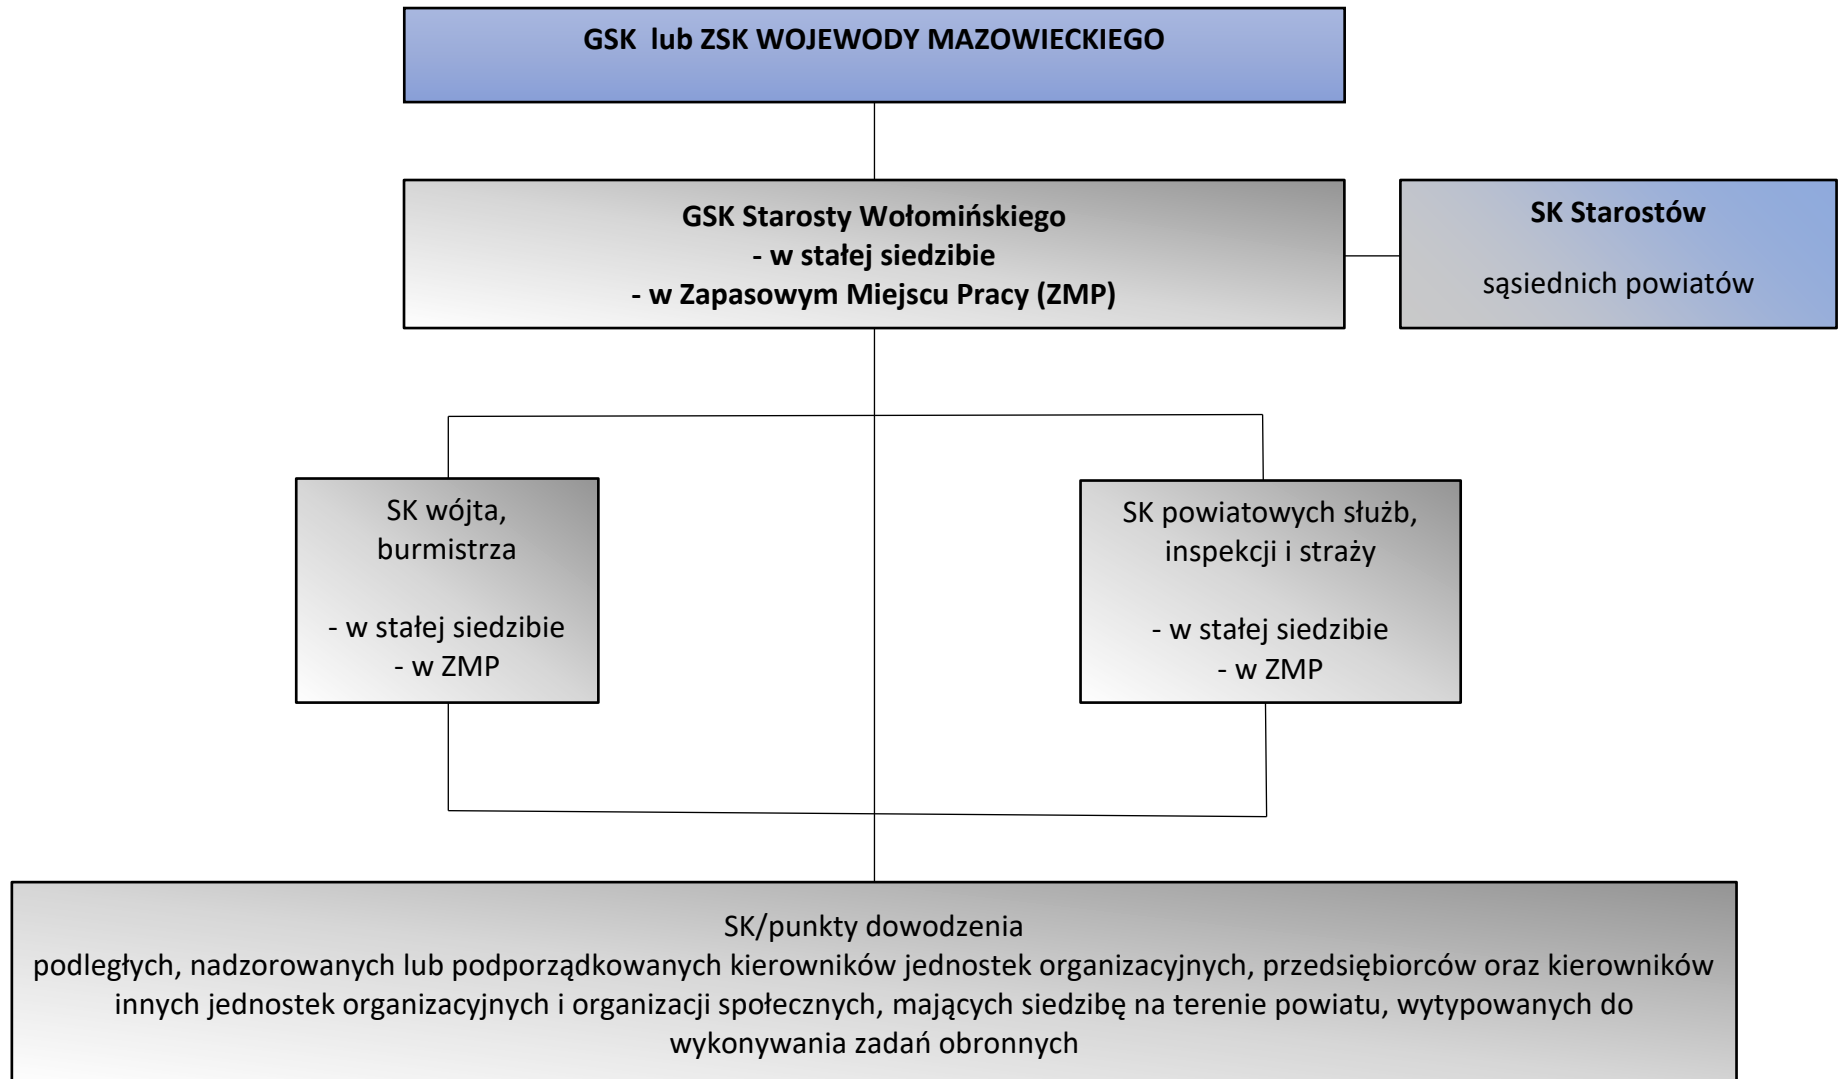 GSK lub ZSK WOJEWODY MAZOWIECKIEGO
GSK Starosty Wołomińskiego
- w stałej siedzibie
- w Zapasowym Miejscu Pracy (ZMP)
SK Starostów
sąsiednich powiatów
SK wójta,
burmistrza
- w stałej siedzibie
- w ZMP
SK powiatowych służb,
inspekcji i straży
- w stałej siedzibie
- w ZMP
SK/punkty dowodzenia
podległych, nadzorowanych lub podporządkowanych kierowników jednostek organizacyjnych, przedsiębiorców oraz kierowników
innych jednostek organizacyjnych i organizacji społecznych, mających siedzibę na terenie powiatu, wytypowanych do
wykonywania zadań obronnych